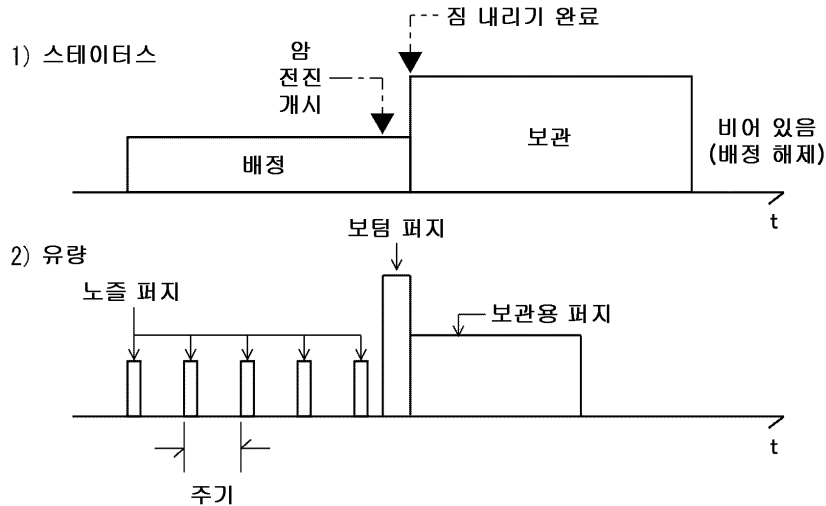 짐 내리기 완료
1) 스테이터스
암
전진
개시
보관
비어 있음
(배정 해제)
배정
t
보텀 퍼지
2) 유량
노즐 퍼지
보관용 퍼지
t
주기